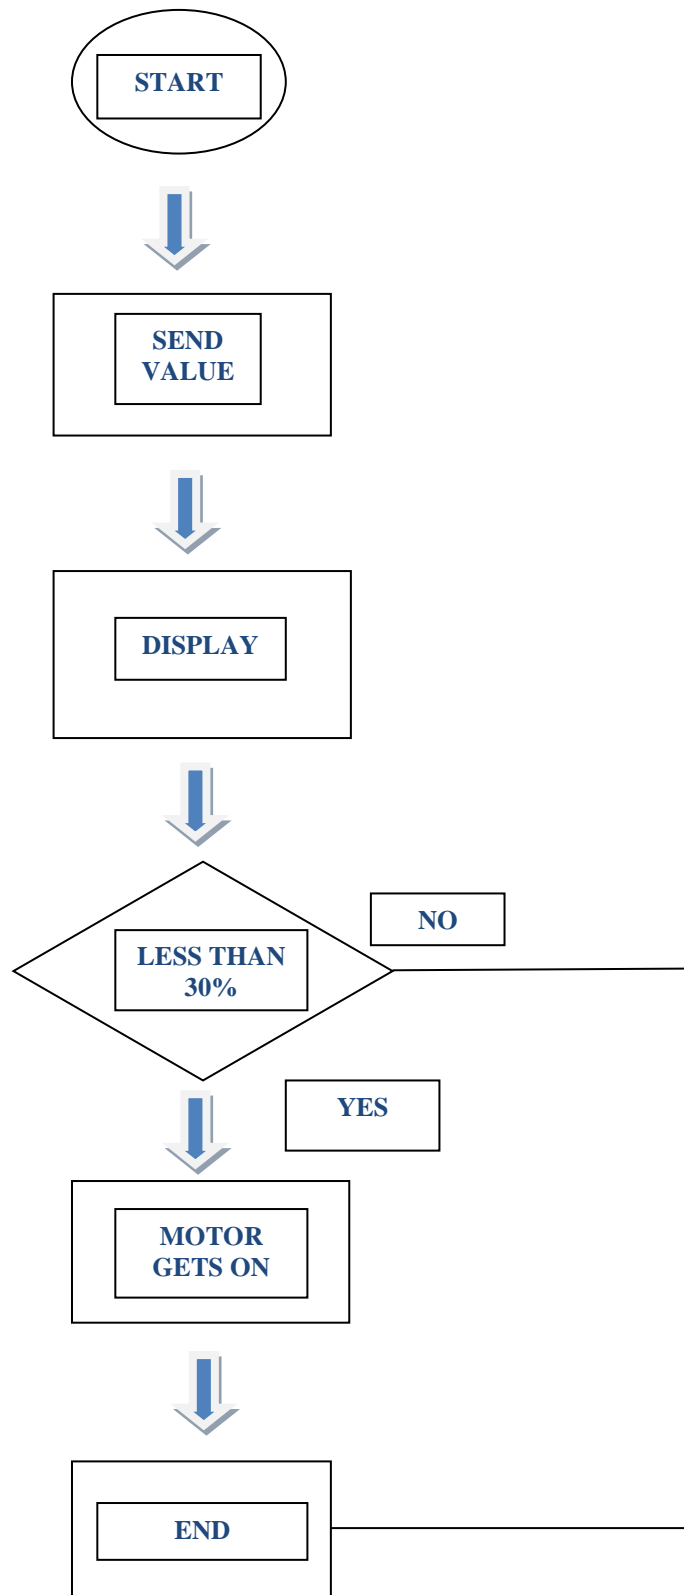 START
SEND
VALUE
DISPLAY
NO
LESS THAN
30%
YES
MOTOR
GETS ON
END